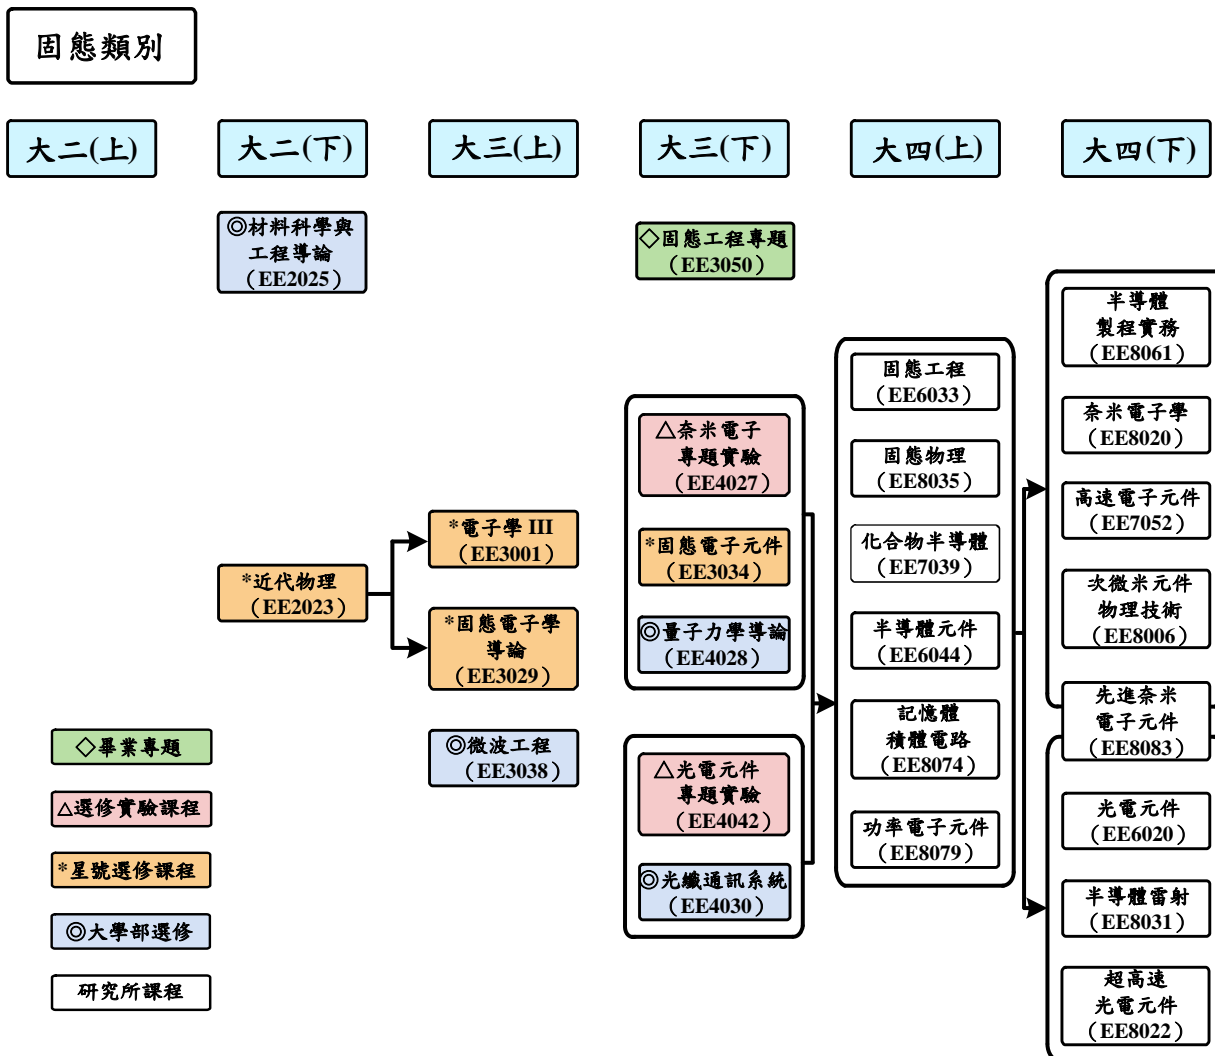 固態類別
大二(上)
大二(下)
大三(上)
大三(下)
大四(上)
大四(下)
◎材料科學與
工程導論
（EE2025）
*近代物理
（EE2023）
*電子學 III
（EE3001）
*固態電子學
導論
（EE3029）
◎微波工程
（EE3038）
◇固態工程專題
（EE3050）
△奈米電子
專題實驗
（EE4027）
*固態電子元件
（EE3034）
◎量子力學導論
（EE4028）
△光電元件
專題實驗
（EE4042）
◎光纖通訊系統
（EE4030）
固態工程
（EE6033）
固態物理
（EE8035）
化合物半導體
（EE7039）
半導體元件
（EE6044）
記憶體
積體電路
（EE8074）
功率電子元件
（EE8079）
半導體
製程實務
（EE8061）
奈米電子學
（EE8020）
高速電子元件
（EE7052）
次微米元件
物理技術
（EE8006）
先進奈米
電子元件
（EE8083）
光電元件
（EE6020）
半導體雷射
（EE8031）
超高速
光電元件
（EE8022）
◇畢業專題
△選修實驗課程
*星號選修課程
◎大學部選修
研究所課程